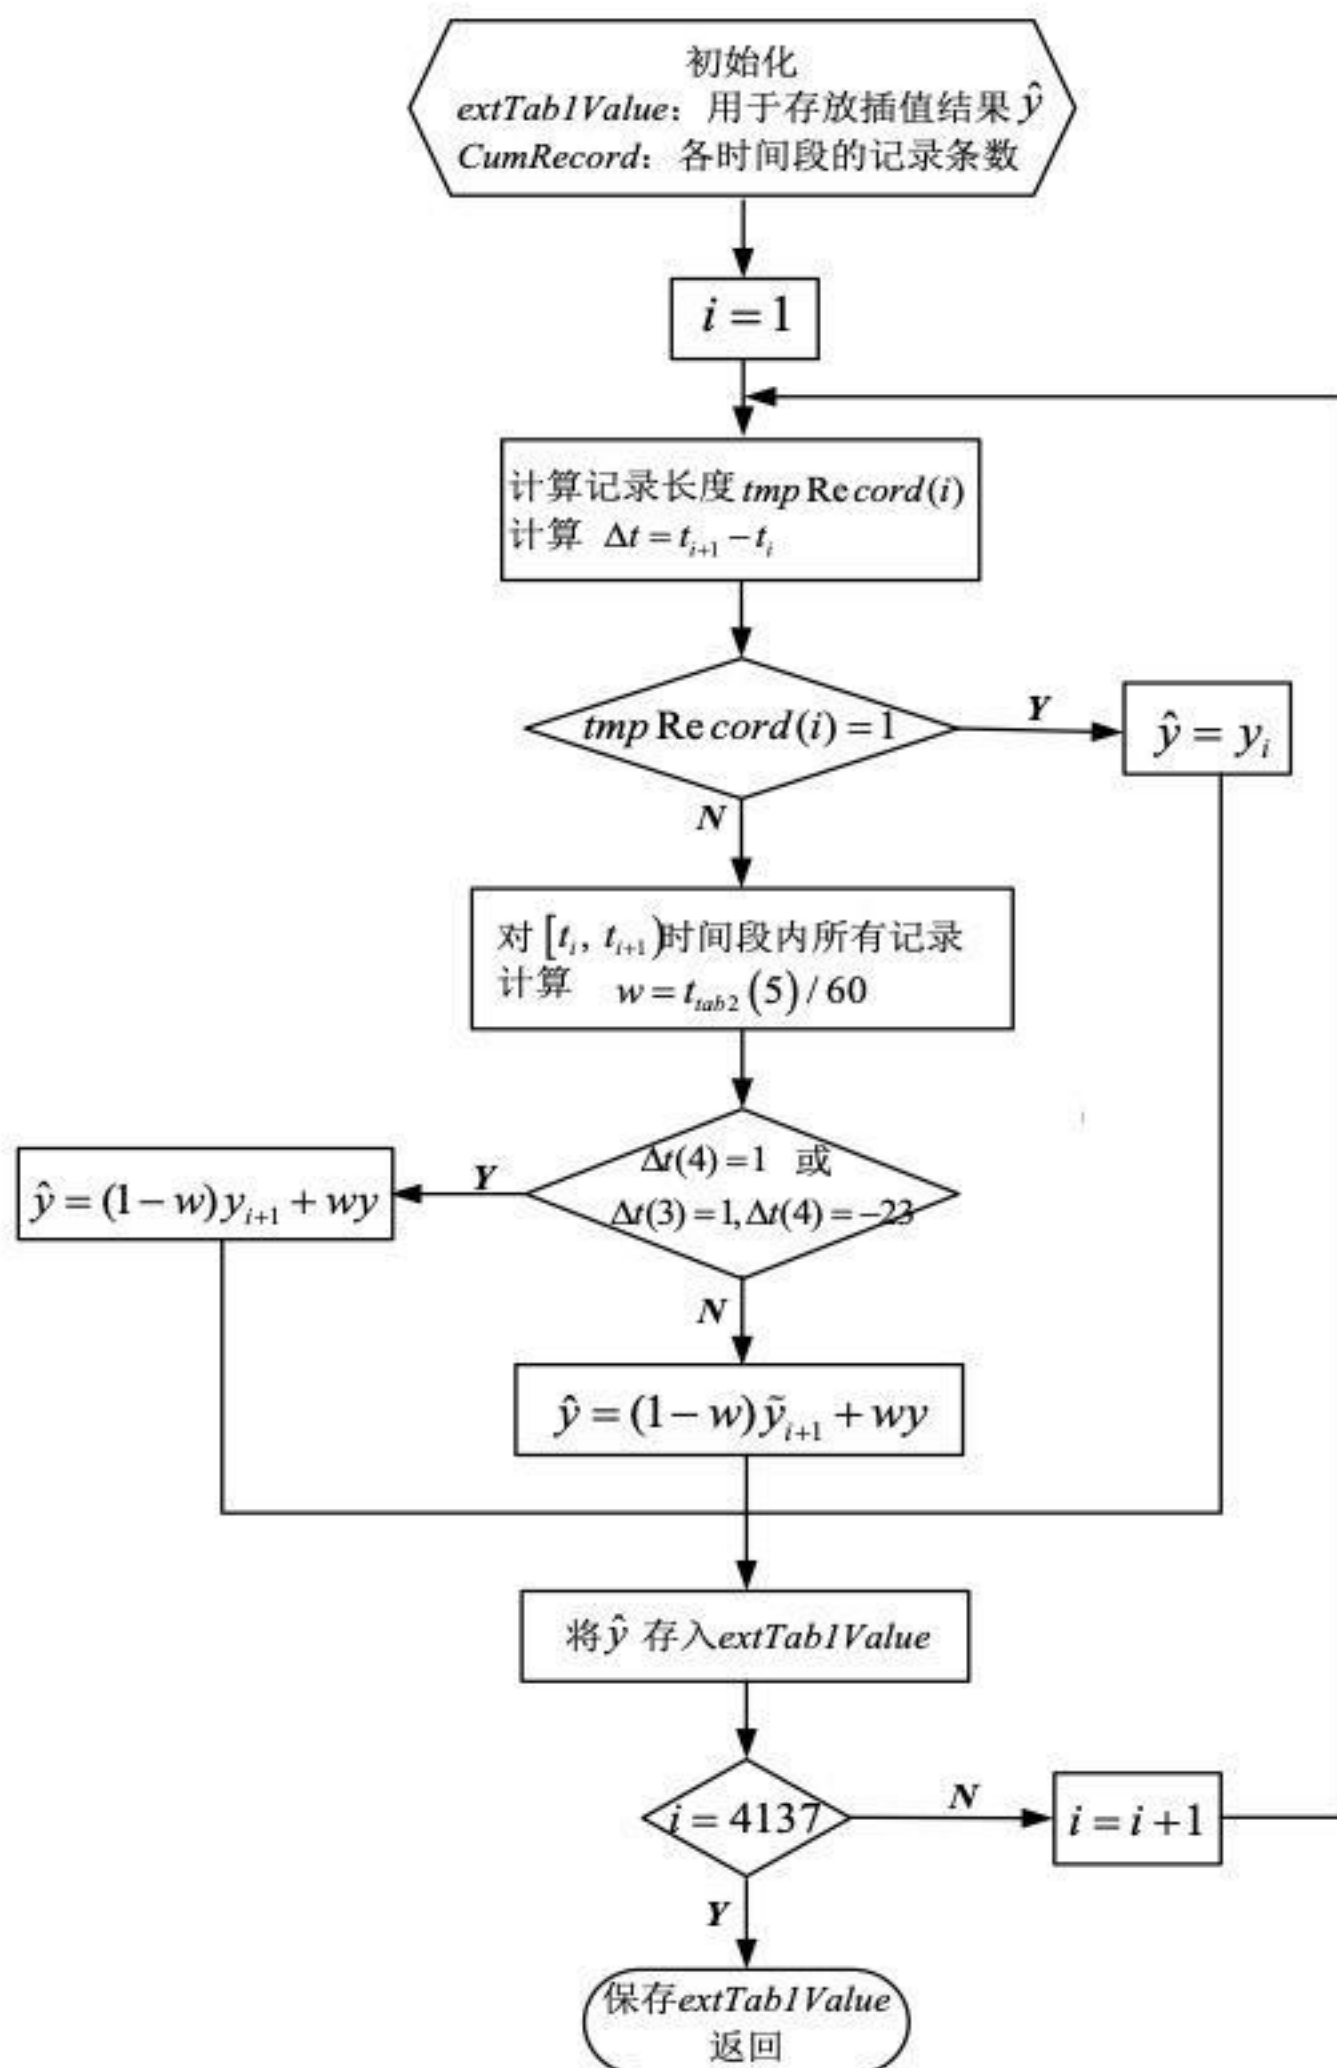 初始化
extTab1Value：用于存放插值结果 ŷ
CumRecord：各时间段的记录条数
i = 1
计算记录长度 tmp Record(i)
计算 Δt = t_{i+1} − t_i
tmp Record(i) = 1
Y
ŷ = y_i
N
对 [t_i, t_{i+1}) 时间段内所有记录
计算 w = t_{tab2}(5) / 60
Δt(4) = 1 或
Δt(3) = 1, Δt(4) = −23
Y
ŷ = (1 − w)y_{i+1} + wy
N
ŷ = (1 − w)ỹ_{i+1} + wy
将 ŷ 存入extTab1Value
i = 4137
N
i = i + 1
Y
保存extTab1Value
返回